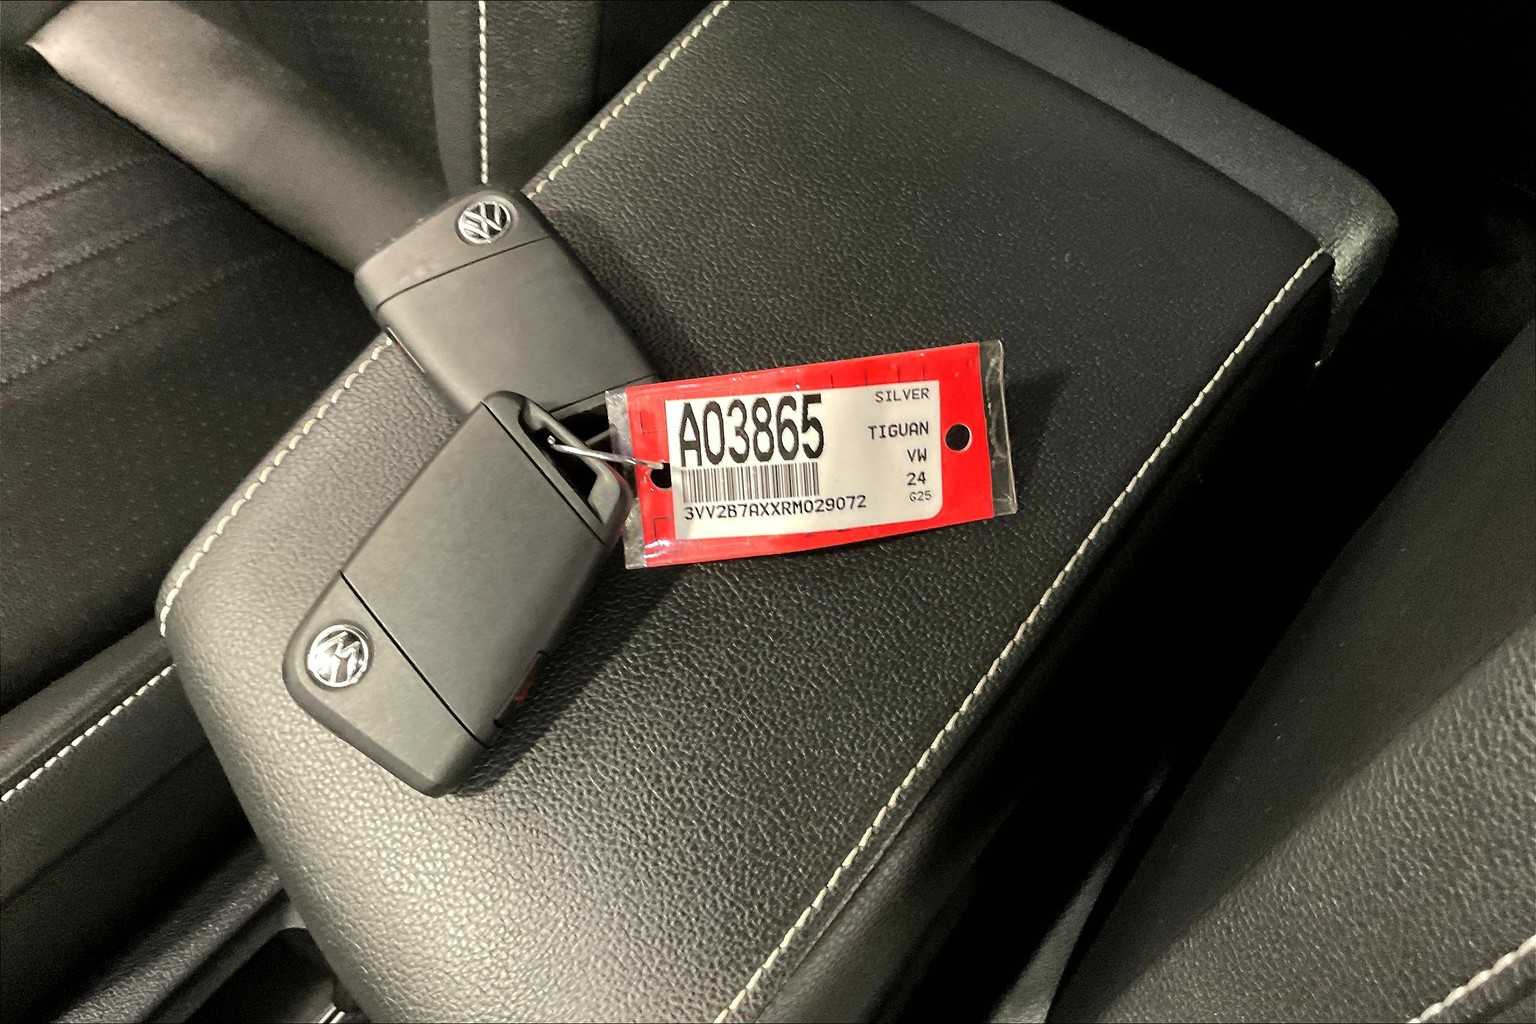 A03865
SILVER
TIGUAN
VW
24
G25
3VV2B7AXXRM029072